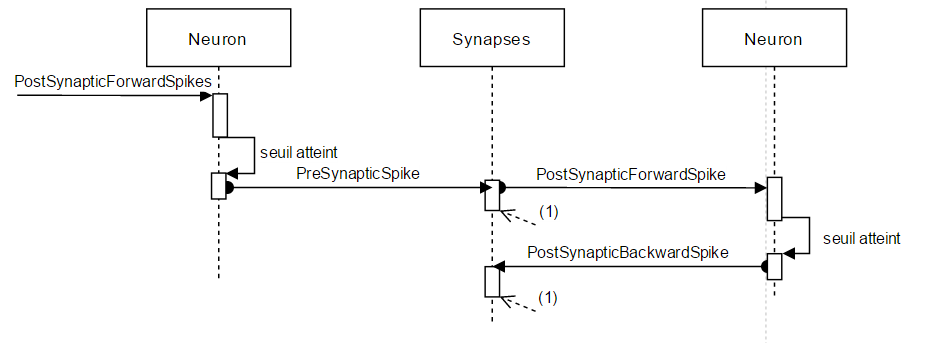 Neuron
Synapses
Neuron
PostSynapticForwardSpikes
seuil atteint
PreSynapticSpike
PostSynapticForwardSpike
(1)
seuil atteint
PostSynapticBackwardSpike
(1)